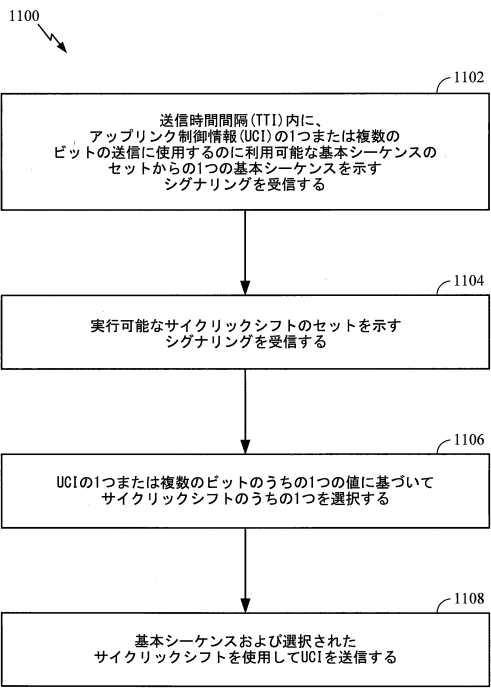 1100
1102
送信時間間隔(TTI)内に、
アップリンク制御情報(UCI)の1つまたは複数の
ビットの送信に使用するのに利用可能な基本シーケンスの
セットからの1つの基本シーケンスを示す
シグナリングを受信する
1104
実行可能なサイクリックシフトのセットを示す
シグナリングを受信する
1106
UCIの1つまたは複数のビットのうちの1つの値に基づいて
サイクリックシフトのうちの1つを選択する
1108
基本シーケンスおよび選択された
サイクリックシフトを使用してUCIを送信する